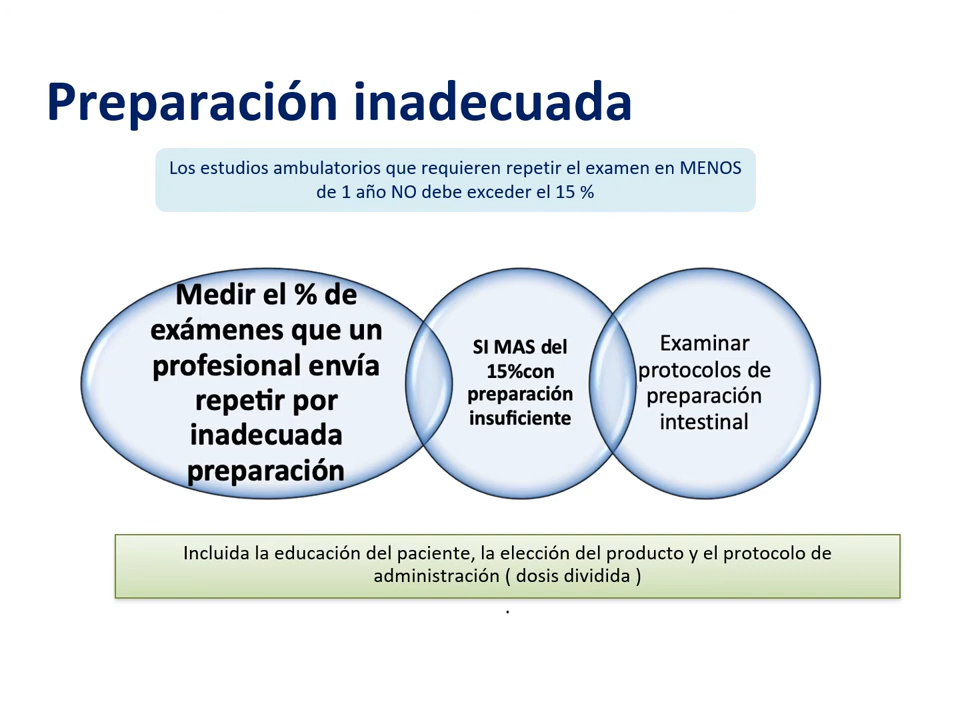 Preparación inadecuada
Los estudios ambulatorios que requieren repetir el examen en MENOS
de 1 año NO debe exceder el 15 %
Medir el % de
exámenes que un
profesional envía
repetir por
inadecuada
preparación
SI MAS del
15%con
preparación
insuficiente
Examinar
protocolos de
preparación
intestinal
Incluida la educación del paciente, la elección del producto y el protocolo de
administración ( dosis dividida )
.